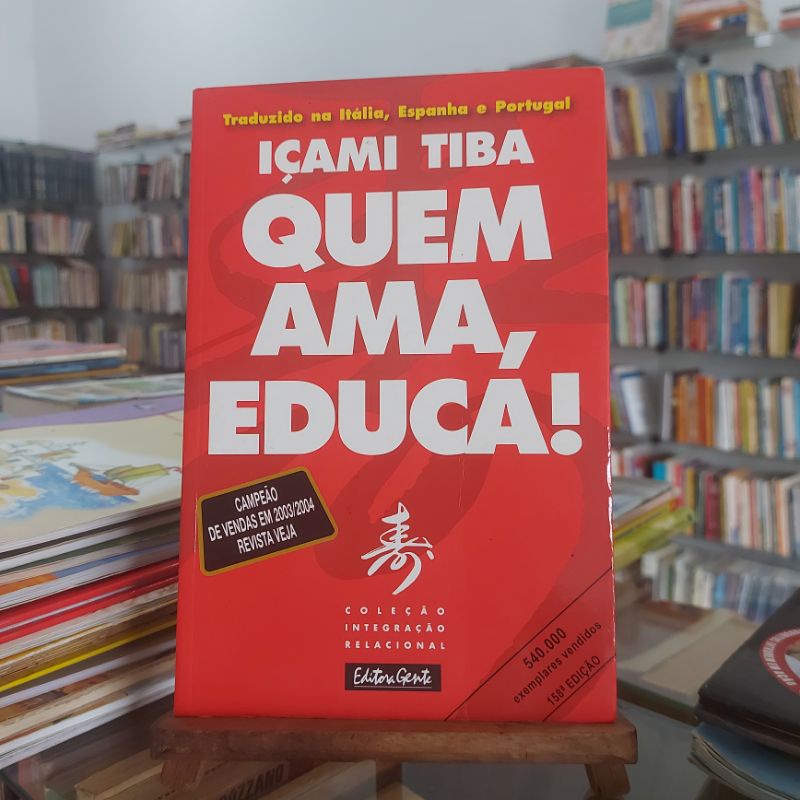 Traduzido na Itália, Espanha e Portugal
IÇAMI TIBA
QUEM
AMA,
EDUCA!
CAMPEÃO
DE VENDAS EM 2003/2004
REVISTA VEJA
COLEÇÃO
INTEGRAÇÃO
RELACIONAL
Editora Gente
540.000
exemplares vendidos
158ª EDIÇÃO